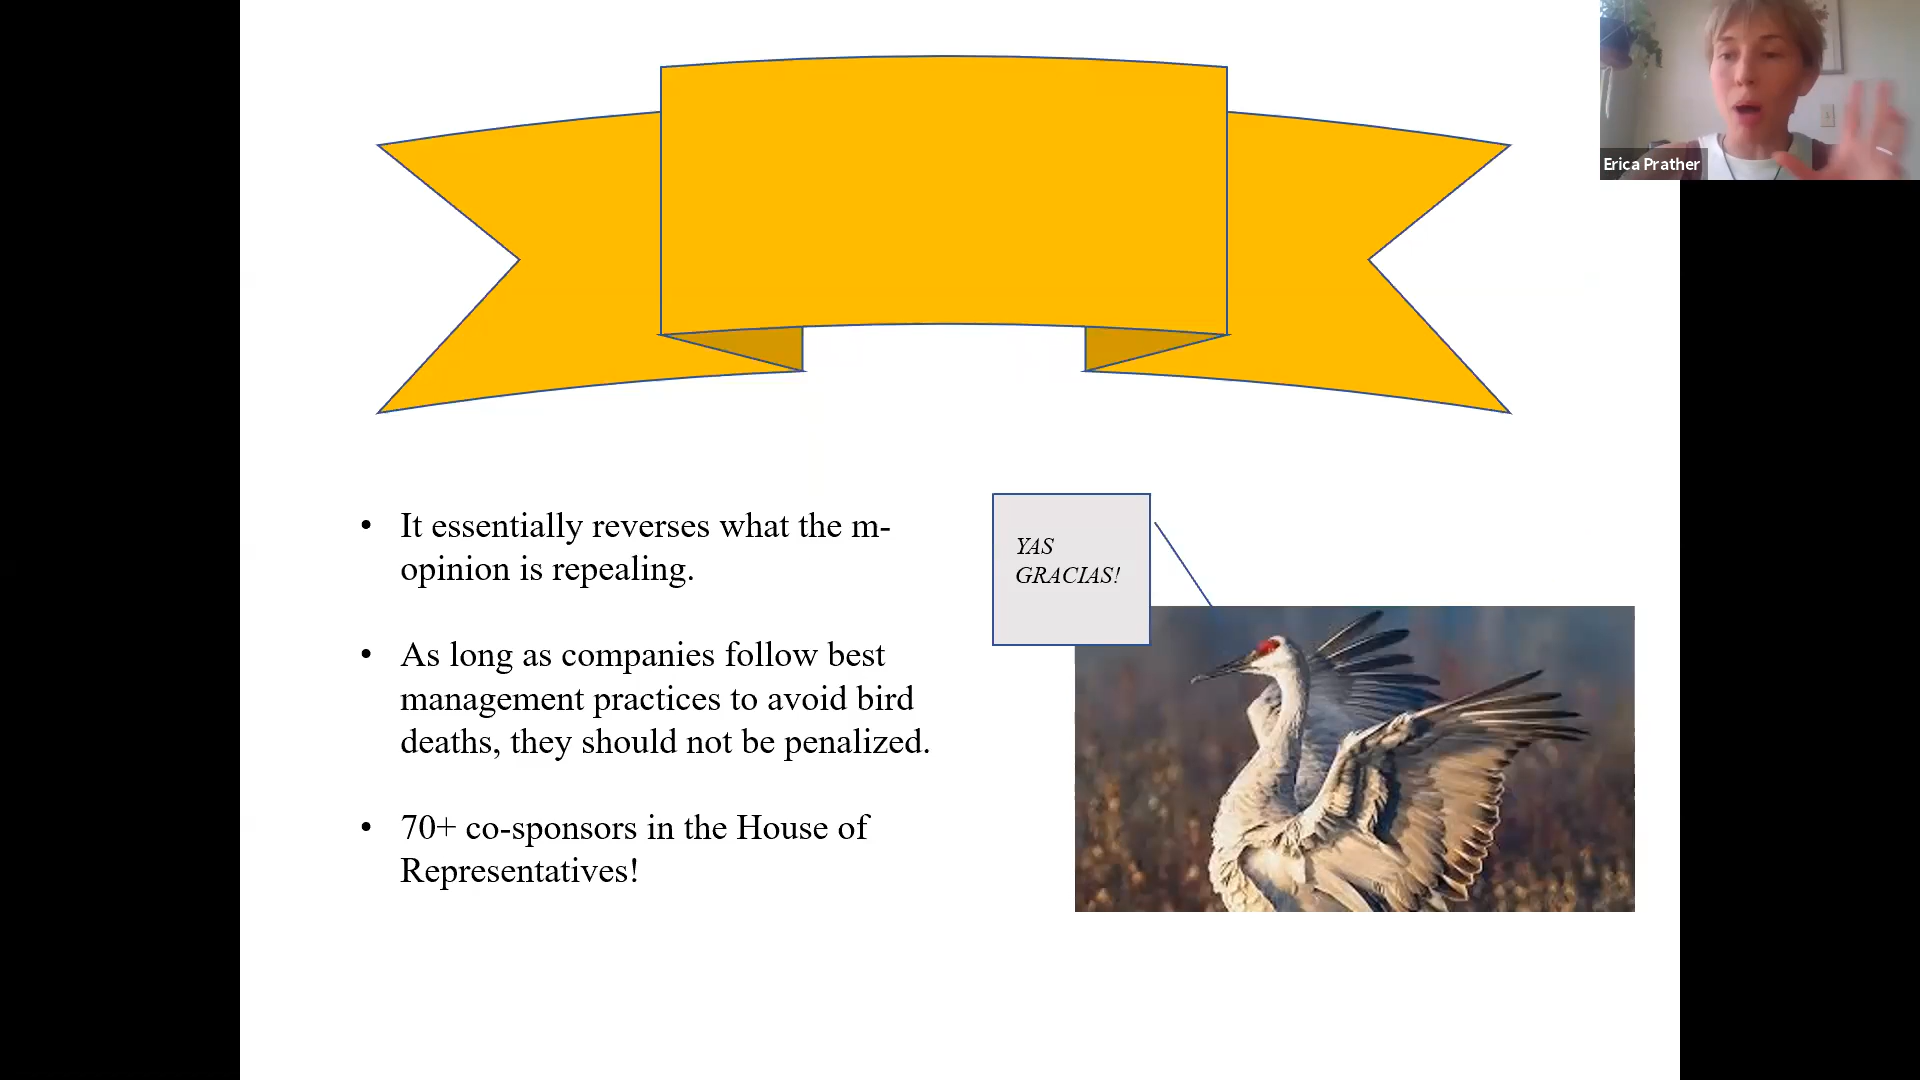 Erica Prather
• It essentially reverses what the m-
opinion is repealing.
• As long as companies follow best
management practices to avoid bird
deaths, they should not be penalized.
• 70+ co-sponsors in the House of
Representatives!
YAS
GRACIAS!